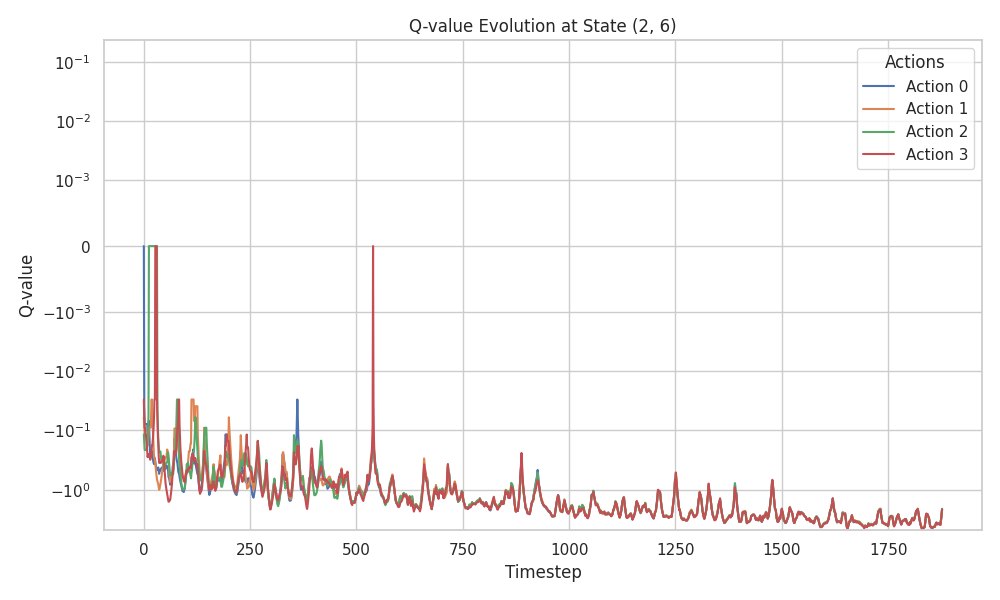 Q-value Evolution at State (2, 6)
Actions
Action 0
Action 1
Action 2
Action 3
Q-value
10⁻¹
10⁻²
10⁻³
0
−10⁻³
−10⁻²
−10⁻¹
−10⁰
0 250 500 750 1000 1250 1500 1750
Timestep